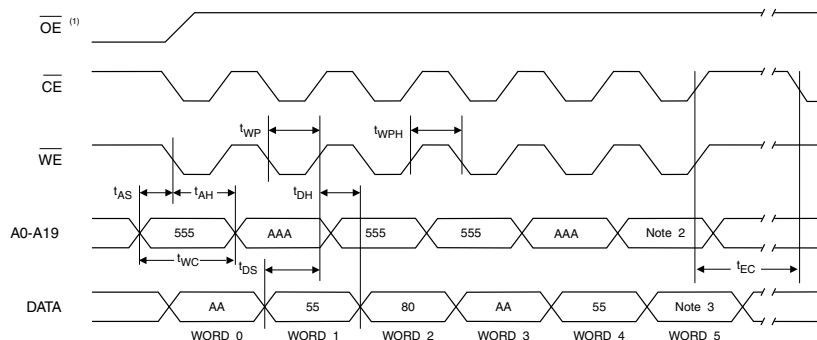 OE (1)
CE
tWP
tWPH
WE
tAS
tAH
tDH
A0-A19
555
AAA
555
555
AAA
Note 2
tWC
tDS
tEC
DATA
AA
55
80
AA
55
Note 3
WORD 0
WORD 1
WORD 2
WORD 3
WORD 4
WORD 5